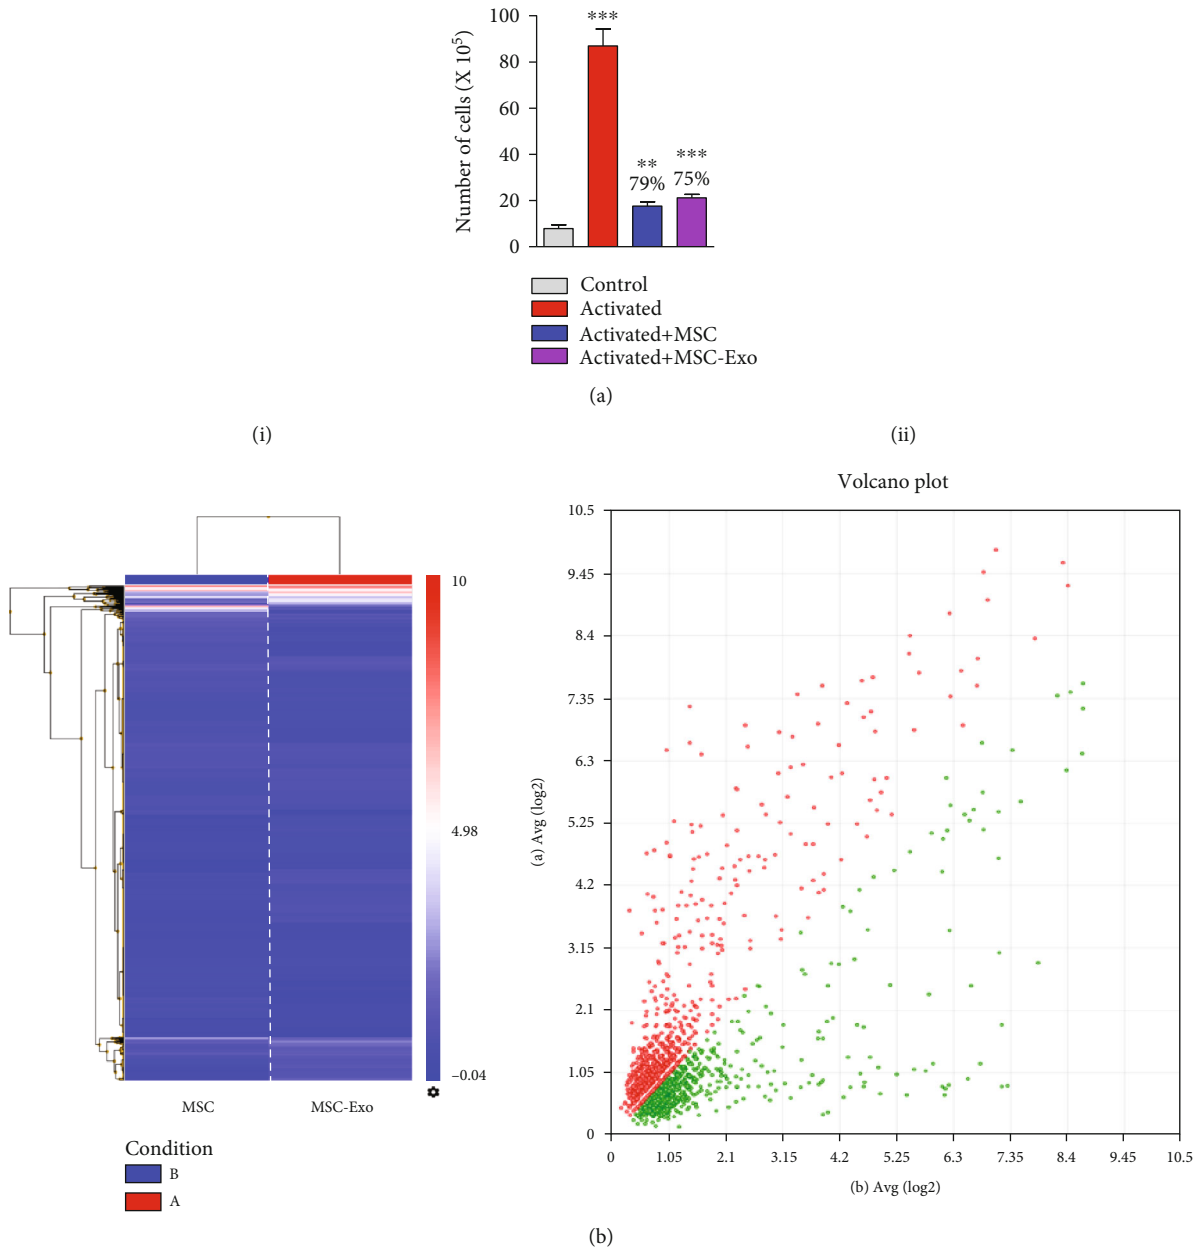 100
80
60
40
20
0
Number of cells (X 10⁵)
***
**
79%
***
75%
Control
Activated
Activated+MSC
Activated+MSC-Exo
(a)
(i)
(ii)
10
4.98
–0.04
MSC
MSC-Exo
Condition
B
A
Volcano plot
10.5
9.45
8.4
7.35
6.3
5.25
4.2
3.15
2.1
1.05
0
(a) Avg (log2)
0
1.05
2.1
3.15
4.2
5.25
6.3
7.35
8.4
9.45
10.5
(b) Avg (log2)
(b)